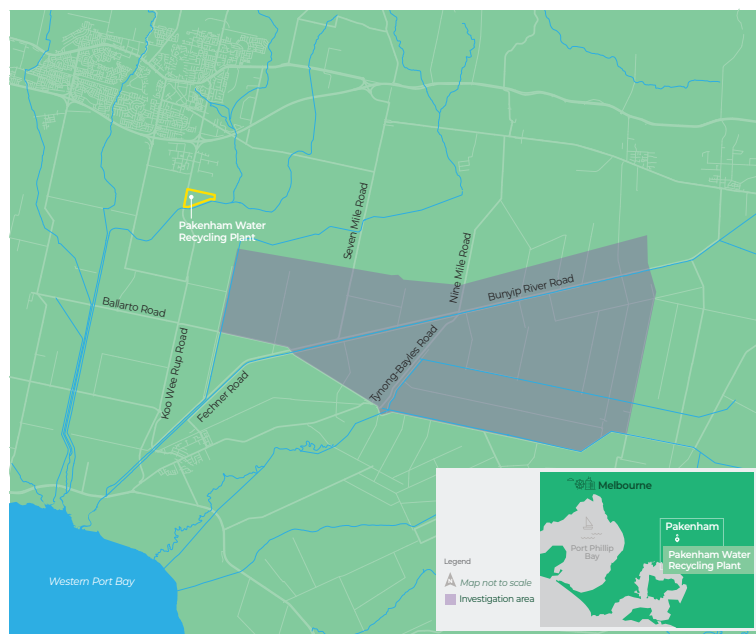 Pakenham Water
Recycling Plant
Seven Mile Road
Nine Mile Road
Bunyip River Road
Ballarto Road
Koo Wee Rup Road
Fechner Road
Tynong-Bayles Road
Western Port Bay
Legend
Map not to scale
Investigation area
Melbourne
Port Phillip
Bay
Pakenham
Pakenham Water
Recycling Plant